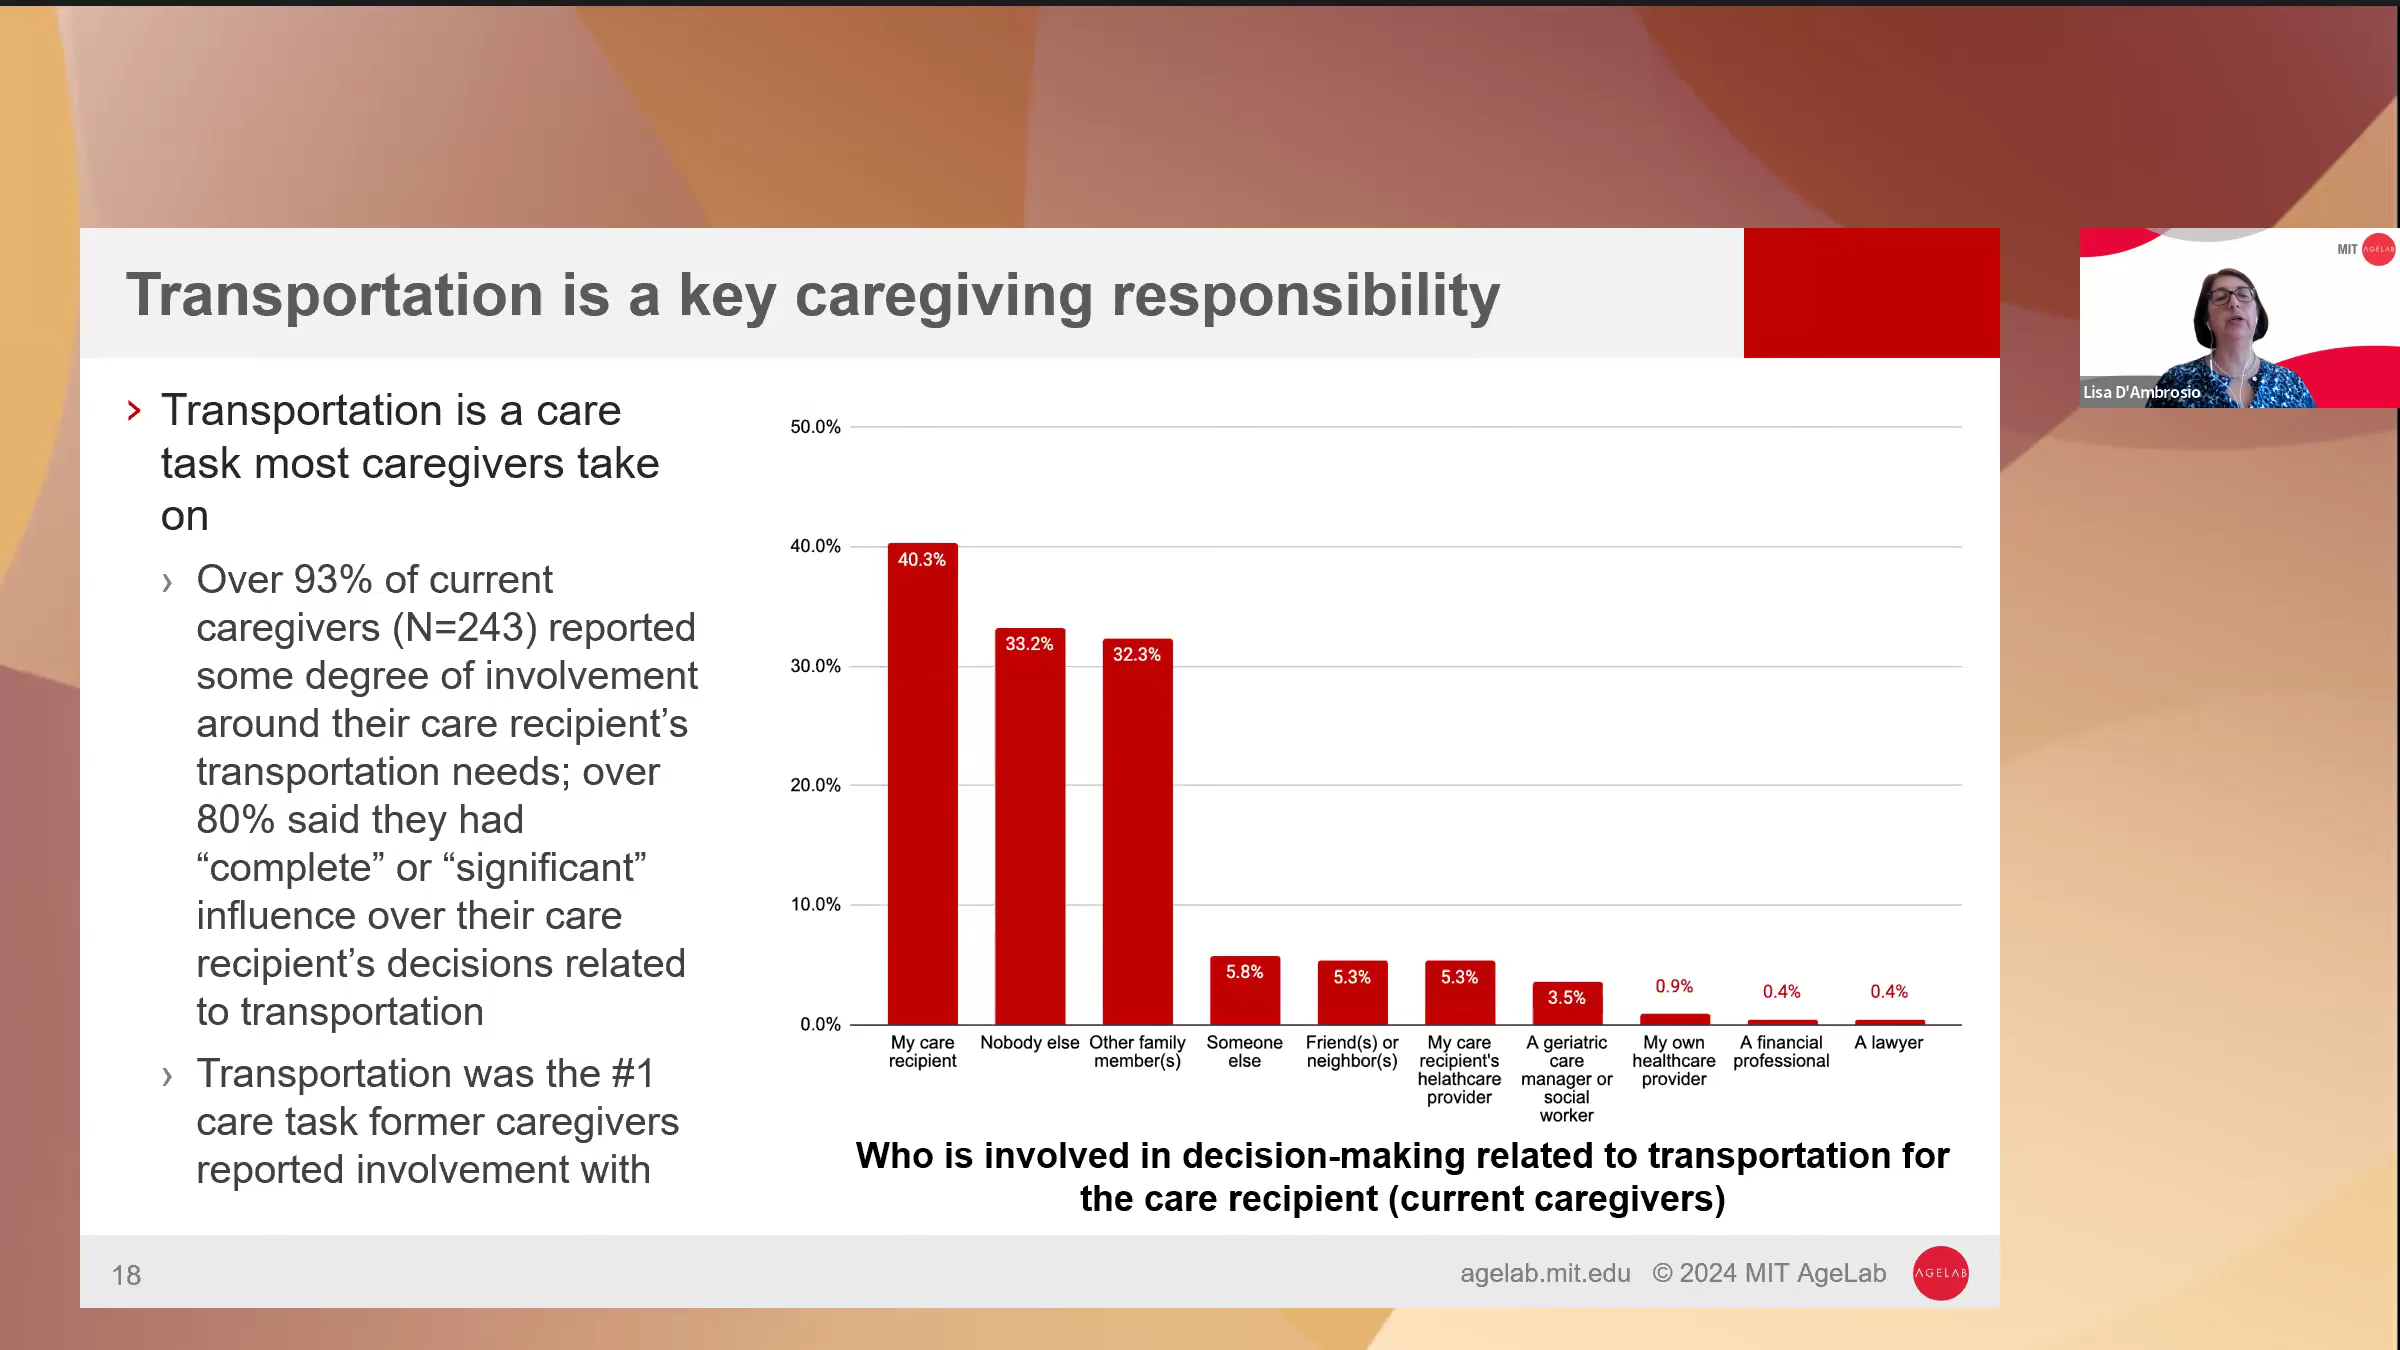 Transportation is a key caregiving responsibility
MIT AGELAB
Lisa D'Ambrosio
› Transportation is a care
task most caregivers take
on
› Over 93% of current
caregivers (N=243) reported
some degree of involvement
around their care recipient’s
transportation needs; over
80% said they had
“complete” or “significant”
influence over their care
recipient’s decisions related
to transportation
› Transportation was the #1
care task former caregivers
reported involvement with
50.0%
40.0%
30.0%
20.0%
10.0%
0.0%
40.3%
33.2%
32.3%
5.8%
5.3%
5.3%
3.5%
0.9%
0.4%
0.4%
My care
recipient
Nobody else
Other family
member(s)
Someone
else
Friend(s) or
neighbor(s)
My care
recipient's
helathcare
provider
A geriatric
care
manager or
social
worker
My own
healthcare
provider
A financial
professional
A lawyer
Who is involved in decision-making related to transportation for
the care recipient (current caregivers)
18
agelab.mit.edu © 2024 MIT AgeLab
AGELAB